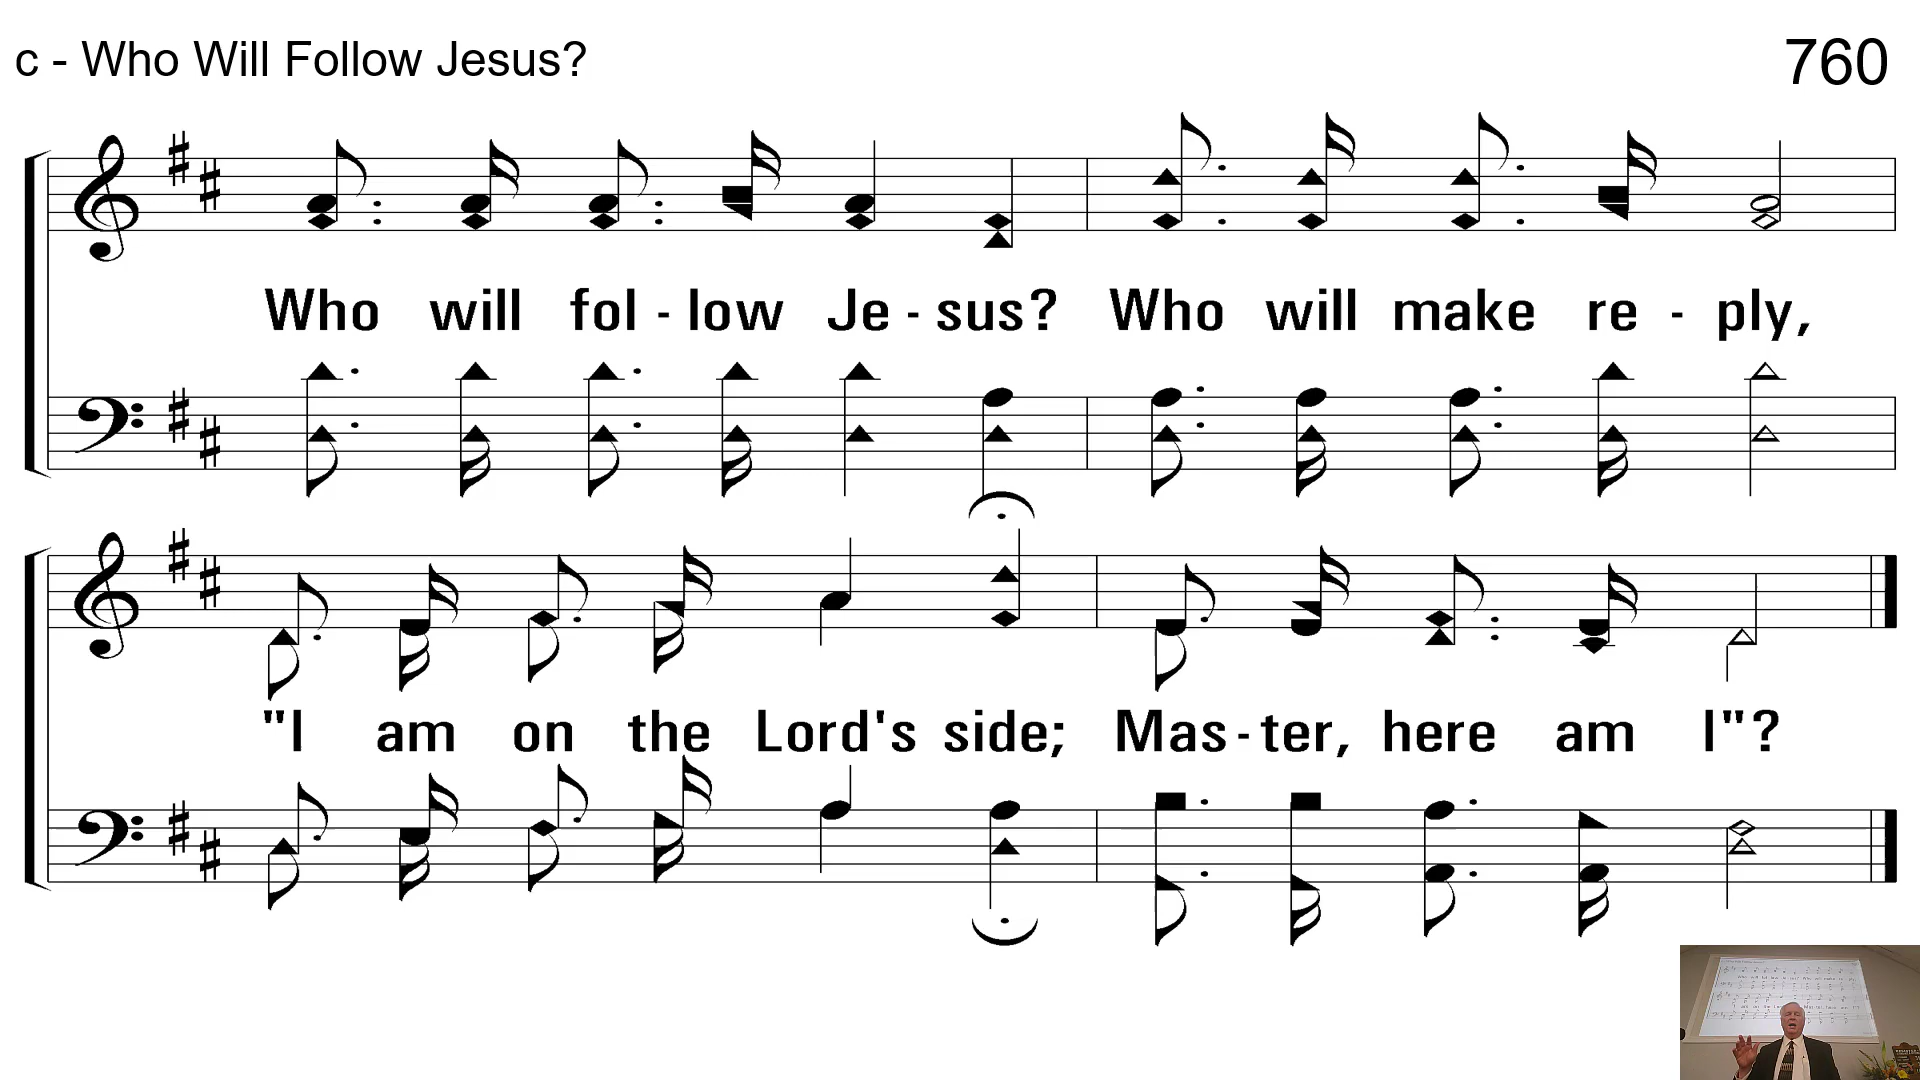 c - Who Will Follow Jesus?
760
Who will fol - low Je - sus? Who will make re - ply,
"I am on the Lord's side; Mas - ter, here am I"?